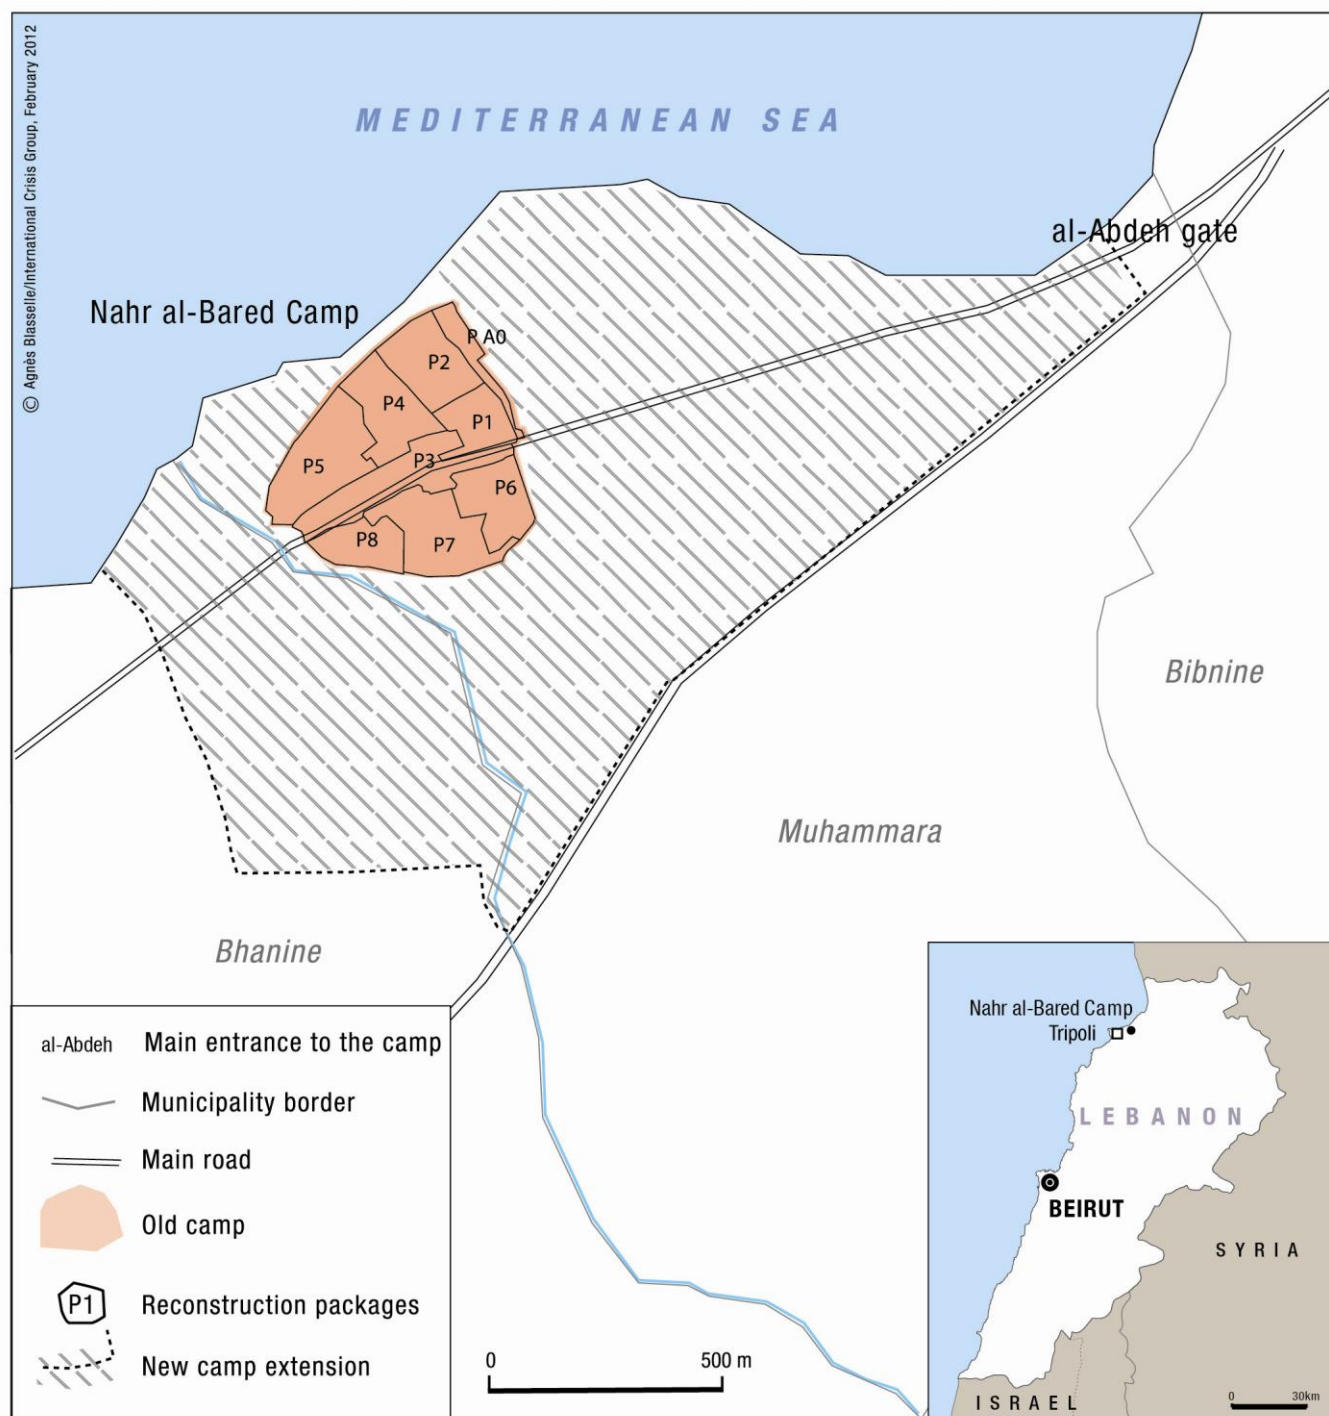 © Agnès Blasselle/International Crisis Group, February 2012
MEDITERRANEAN SEA
al-Abdeh gate
Nahr al-Bared Camp
P A0
P2
P4
P1
P3
P5
P6
P8
P7
Bibnine
Muhammara
Bhanine
al-Abdeh Main entrance to the camp
Municipality border
Main road
Old camp
P1 Reconstruction packages
New camp extension
0 500 m
Nahr al-Bared Camp
Tripoli
LEBANON
BEIRUT
SYRIA
ISRAEL
0 30km